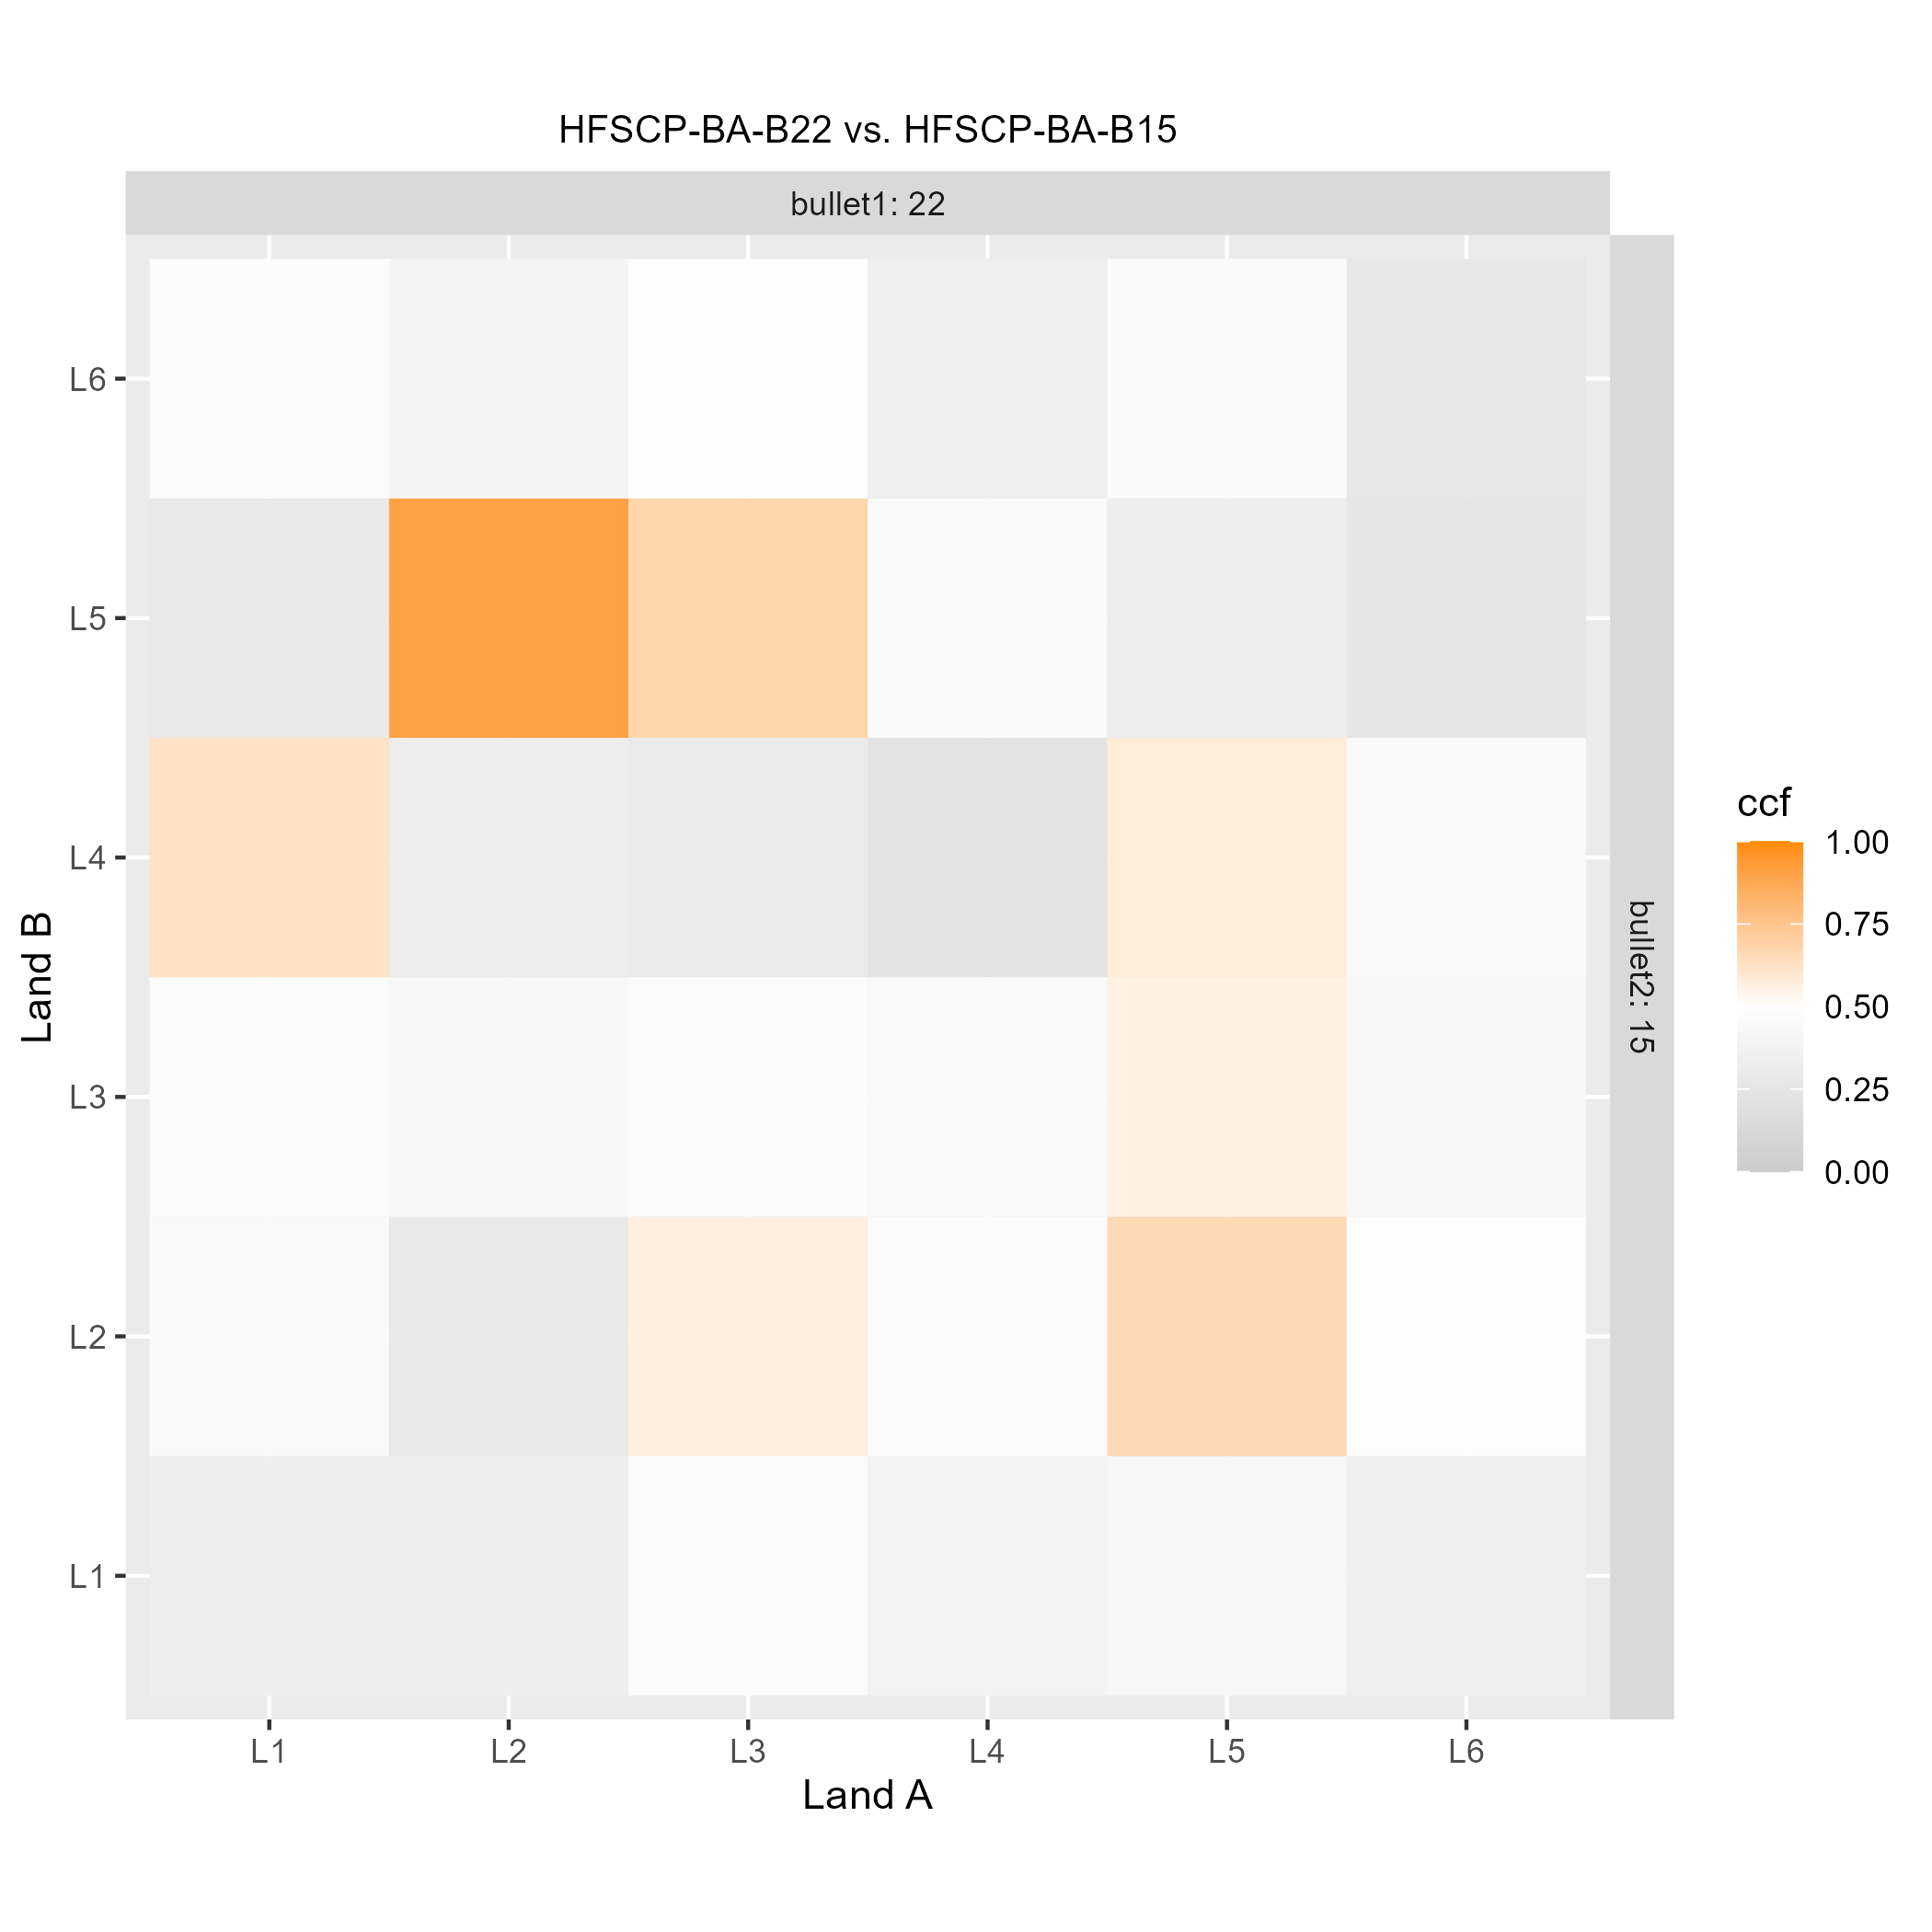 HFSCP-BA-B22 vs. HFSCP-BA-B15
bullet1: 22
L6
L5
L4
L3
L2
L1
Land B
bullet2: 15
L1 L2 L3 L4 L5 L6
Land A
ccf
1.00
0.75
0.50
0.25
0.00